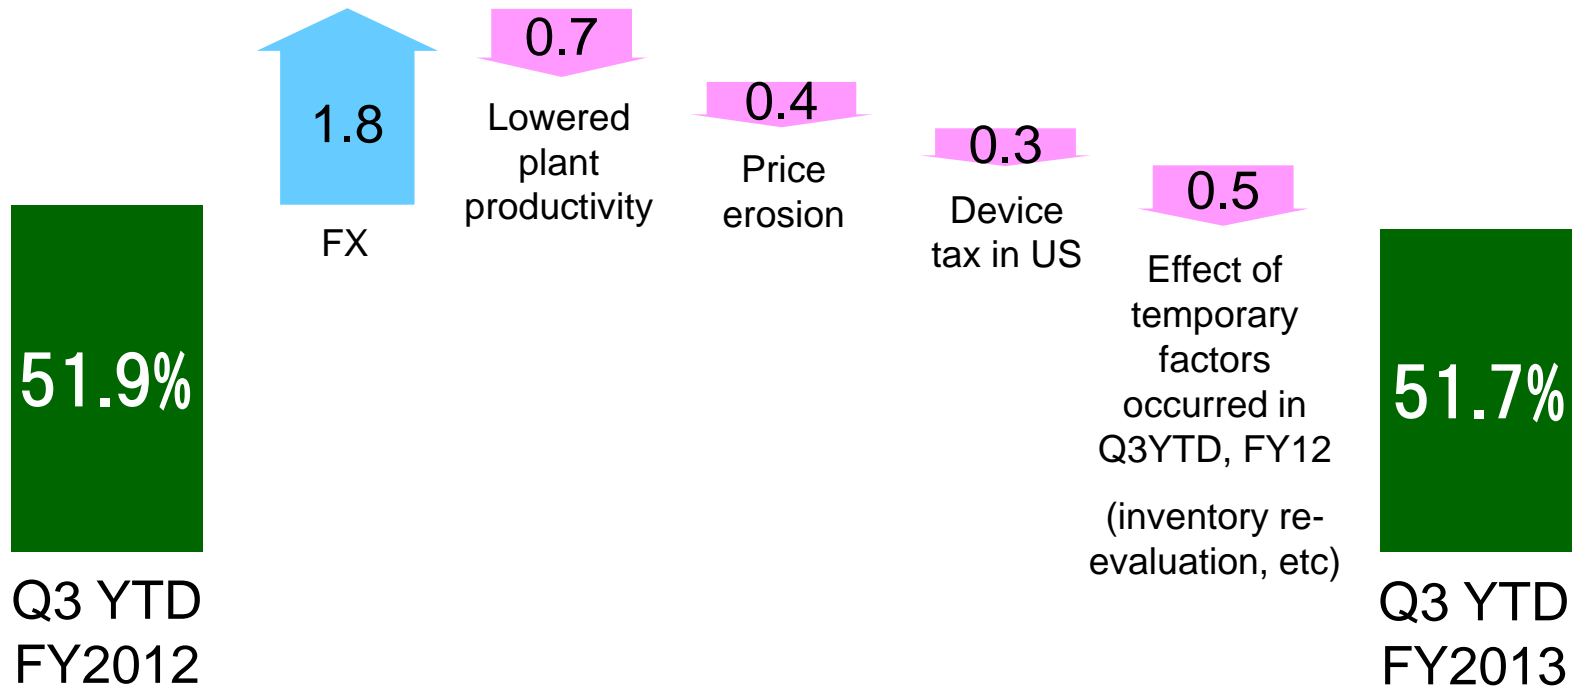 51.9%
Q3 YTD
FY2012
1.8
FX
0.7
Lowered
plant
productivity
0.4
Price
erosion
0.3
Device
tax in US
0.5
Effect of
temporary
factors
occurred in
Q3YTD, FY12
(inventory re-
evaluation, etc)
51.7%
Q3 YTD
FY2013